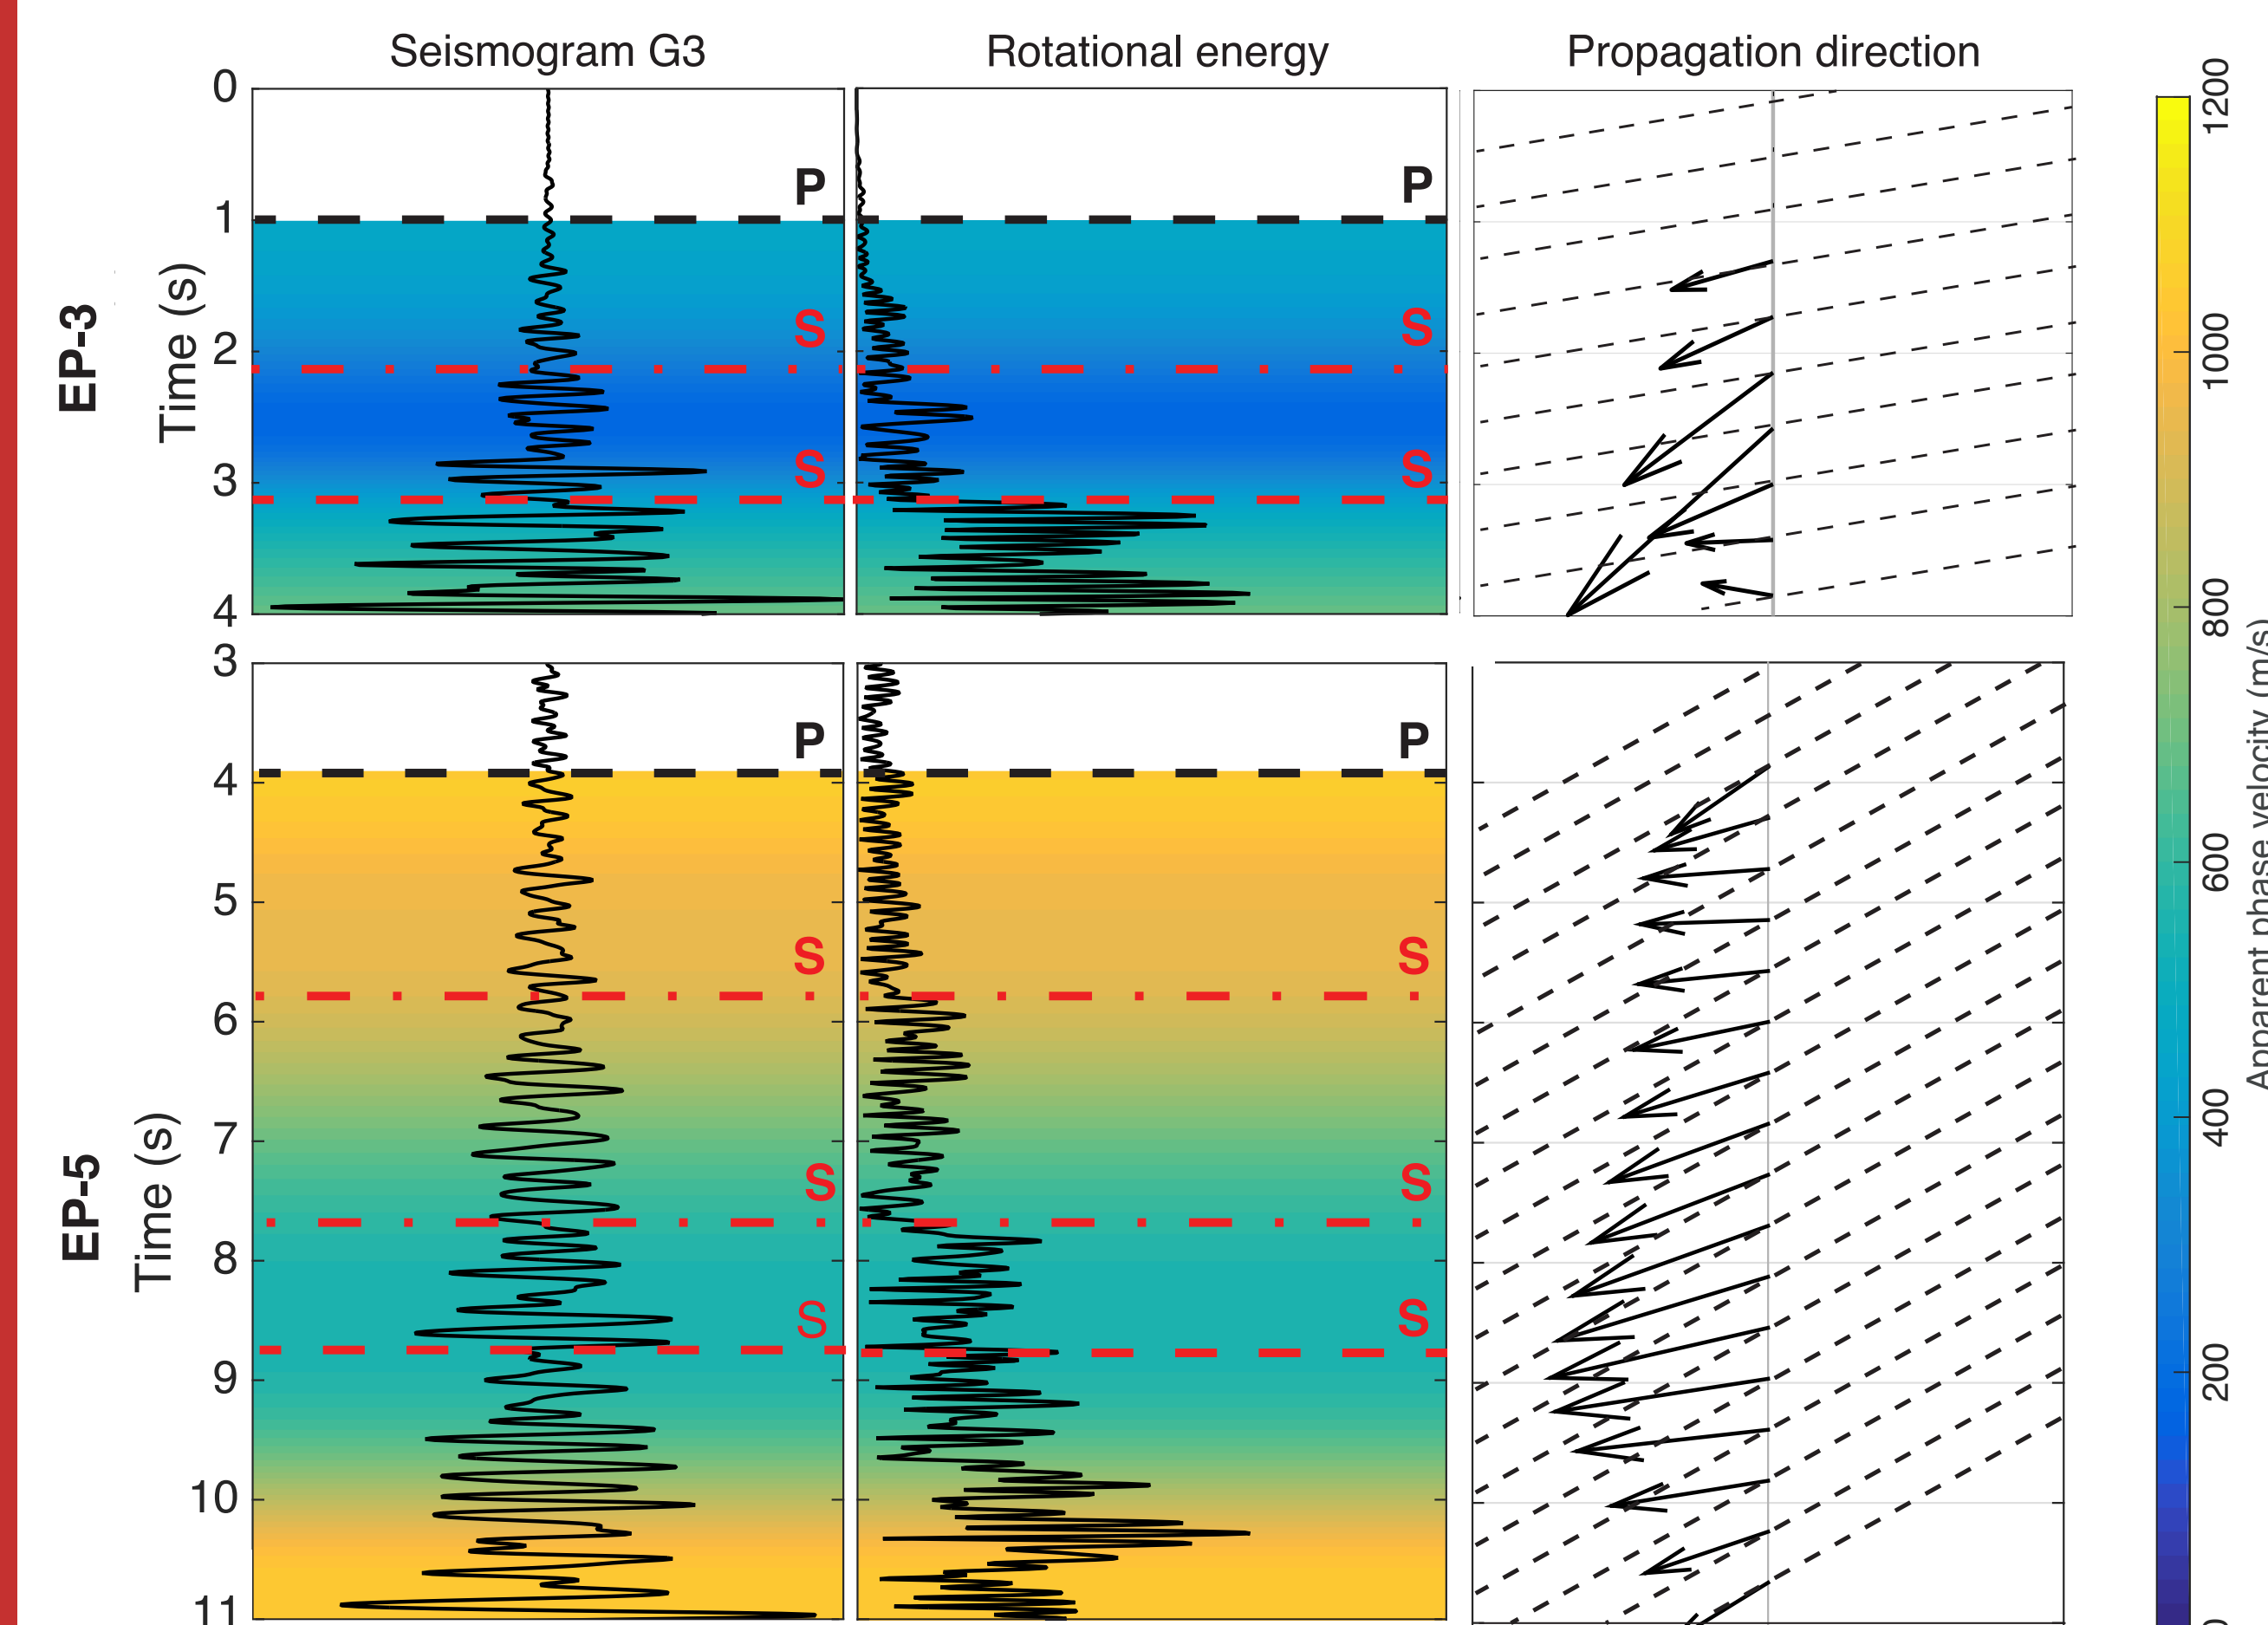 Seismogram G3 Rotational energy Propagation direction
EP-3
Time (s)
0
1
2
3
4
P
S
S
P
S
S
EP-5
Time (s)
3
4
5
6
7
8
9
10
11
P
S
S
S
P
S
S
S
1200
1000
800
600
400
200
Apparent phase velocity (m/s)